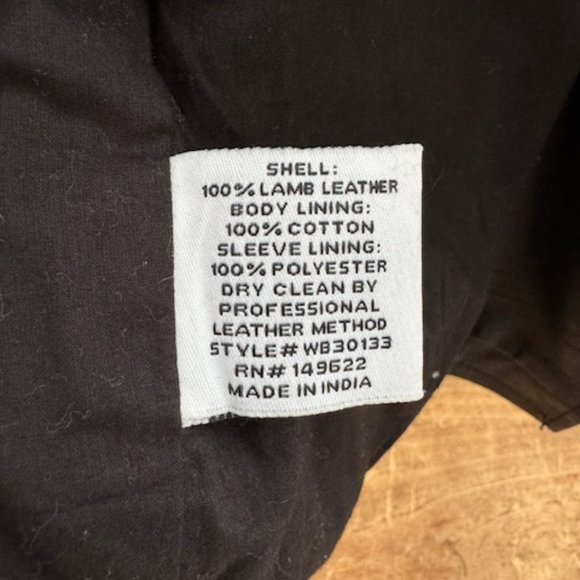 SHELL:
100% LAMB LEATHER
BODY LINING:
100% COTTON
SLEEVE LINING:
100% POLYESTER
DRY CLEAN BY
PROFESSIONAL
LEATHER METHOD
STYLE# WB30133
RN# 149622
MADE IN INDIA